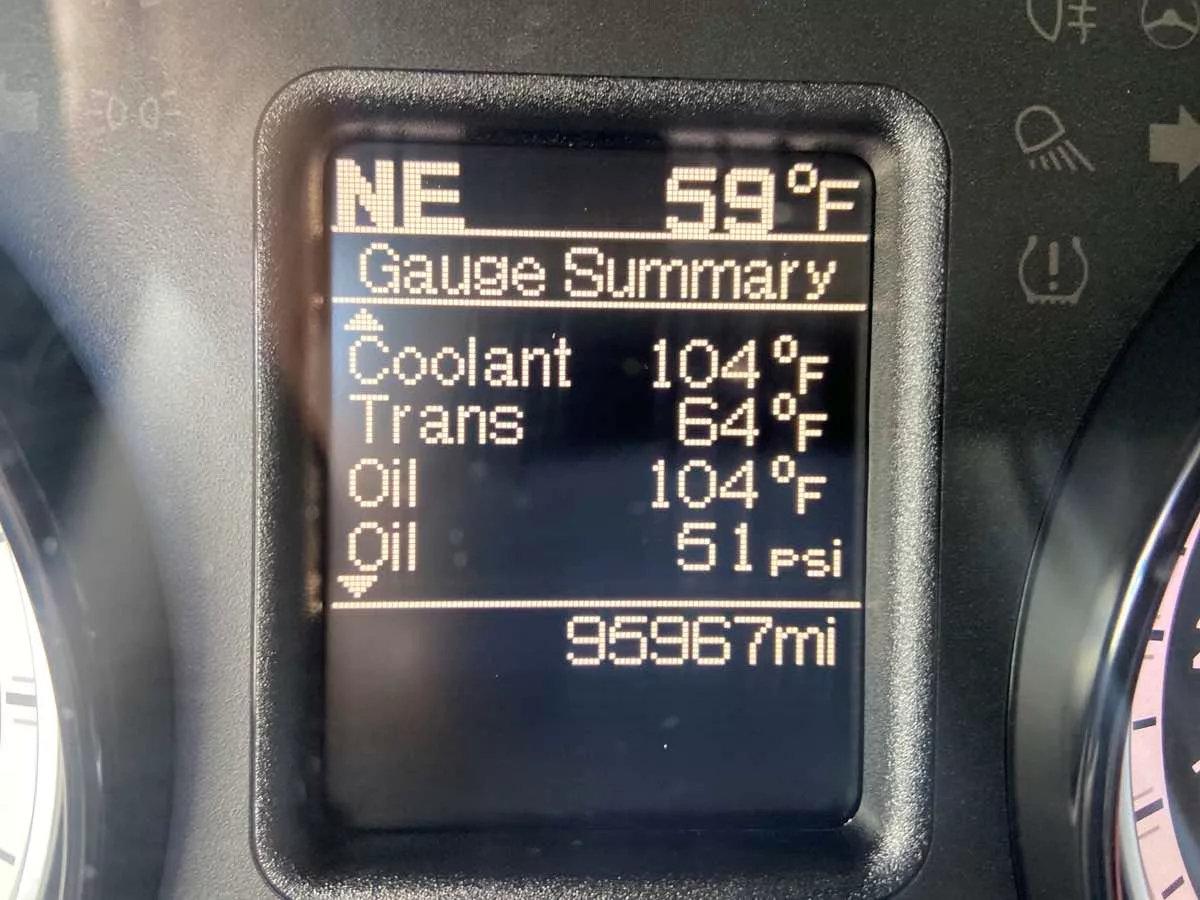 NE 59°F
Gauge Summary
Coolant 104°F
Trans 64°F
Oil 104°F
Oil 51 psi
95967mi